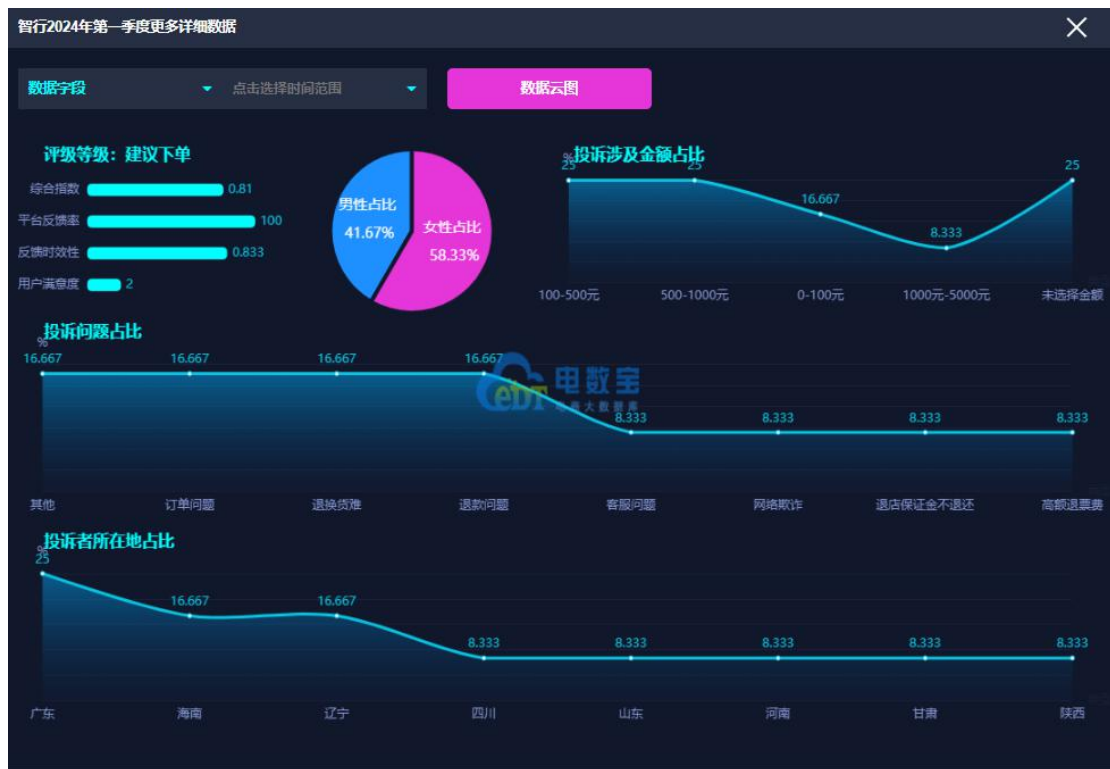 智行2024年第一季度更多详细数据
数据字段
点击选择时间范围
数据云图
评级等级：建议下单
综合指数 0.81
平台反馈率 100
反馈时效性 0.833
用户满意度 2
男性占比
41.67%
女性占比
58.33%
投诉涉及金额占比
%
25 25 16.667 8.333 25
100-500元 500-1000元 0-100元 1000元-5000元 未选择金额
投诉问题占比
%
16.667 16.667 16.667 16.667 8.333 8.333 8.333 8.333
其他 订单问题 退换货难 退款问题 客服问题 网络欺诈 退店保证金不退还 高额退票费
eDT 电数宝
电商大数据库
投诉者所在地占比
%
25 16.667 16.667 8.333 8.333 8.333 8.333 8.333
广东 海南 辽宁 四川 山东 河南 甘肃 陕西